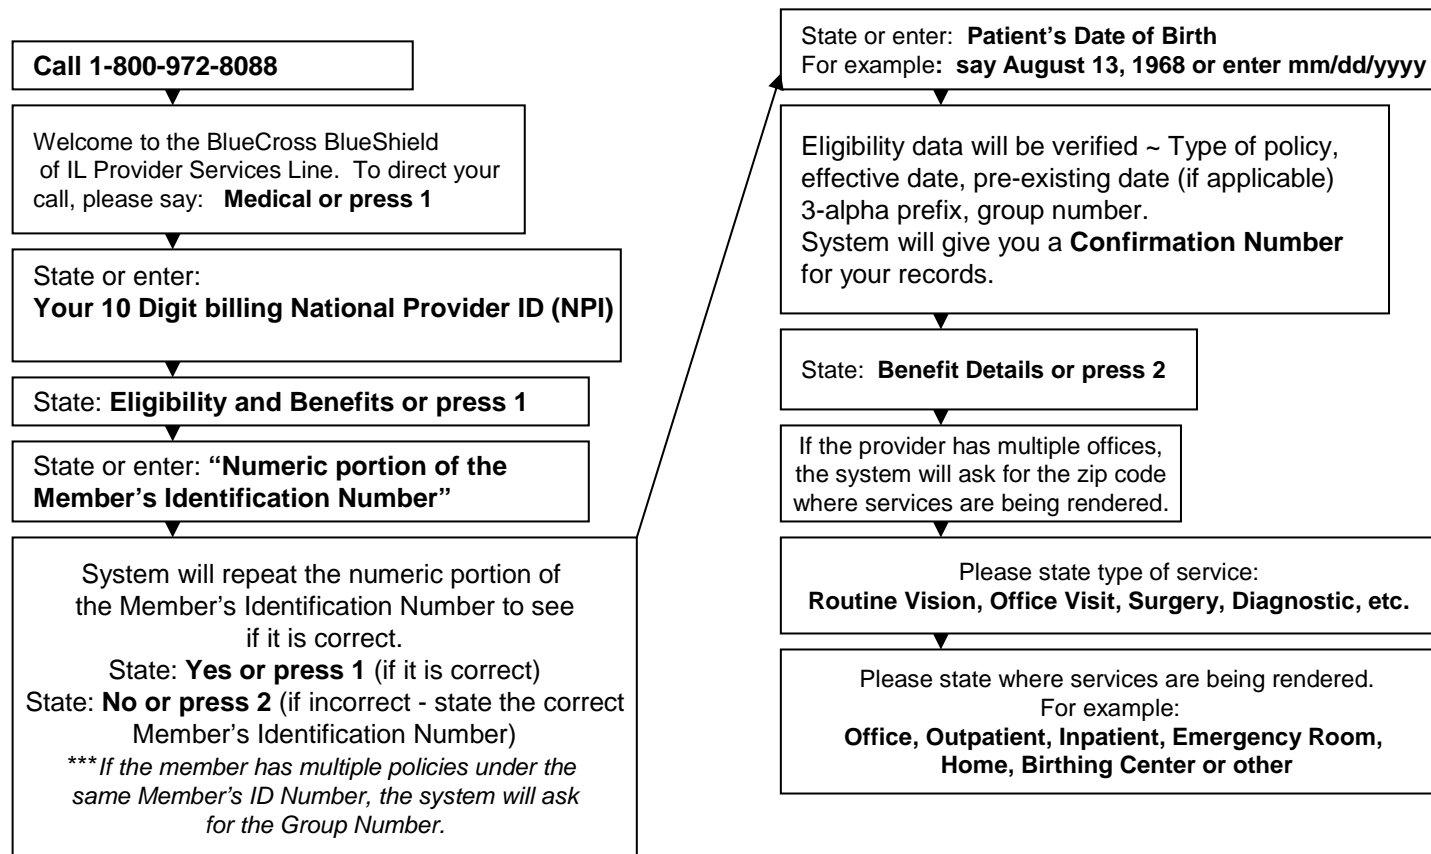 Call 1-800-972-8088
Welcome to the BlueCross BlueShield
of IL Provider Services Line. To direct your
call, please say: Medical or press 1
State or enter:
Your 10 Digit billing National Provider ID (NPI)
State: Eligibility and Benefits or press 1
State or enter: “Numeric portion of the
Member’s Identification Number”
System will repeat the numeric portion of
the Member’s Identification Number to see
if it is correct.
State: Yes or press 1 (if it is correct)
State: No or press 2 (if incorrect - state the correct
Member’s Identification Number)
***If the member has multiple policies under the
same Member’s ID Number, the system will ask
for the Group Number.
State or enter: Patient’s Date of Birth
For example: say August 13, 1968 or enter mm/dd/yyyy
Eligibility data will be verified ~ Type of policy,
effective date, pre-existing date (if applicable)
3-alpha prefix, group number.
System will give you a Confirmation Number
for your records.
State: Benefit Details or press 2
If the provider has multiple offices,
the system will ask for the zip code
where services are being rendered.
Please state type of service:
Routine Vision, Office Visit, Surgery, Diagnostic, etc.
Please state where services are being rendered.
For example:
Office, Outpatient, Inpatient, Emergency Room,
Home, Birthing Center or other